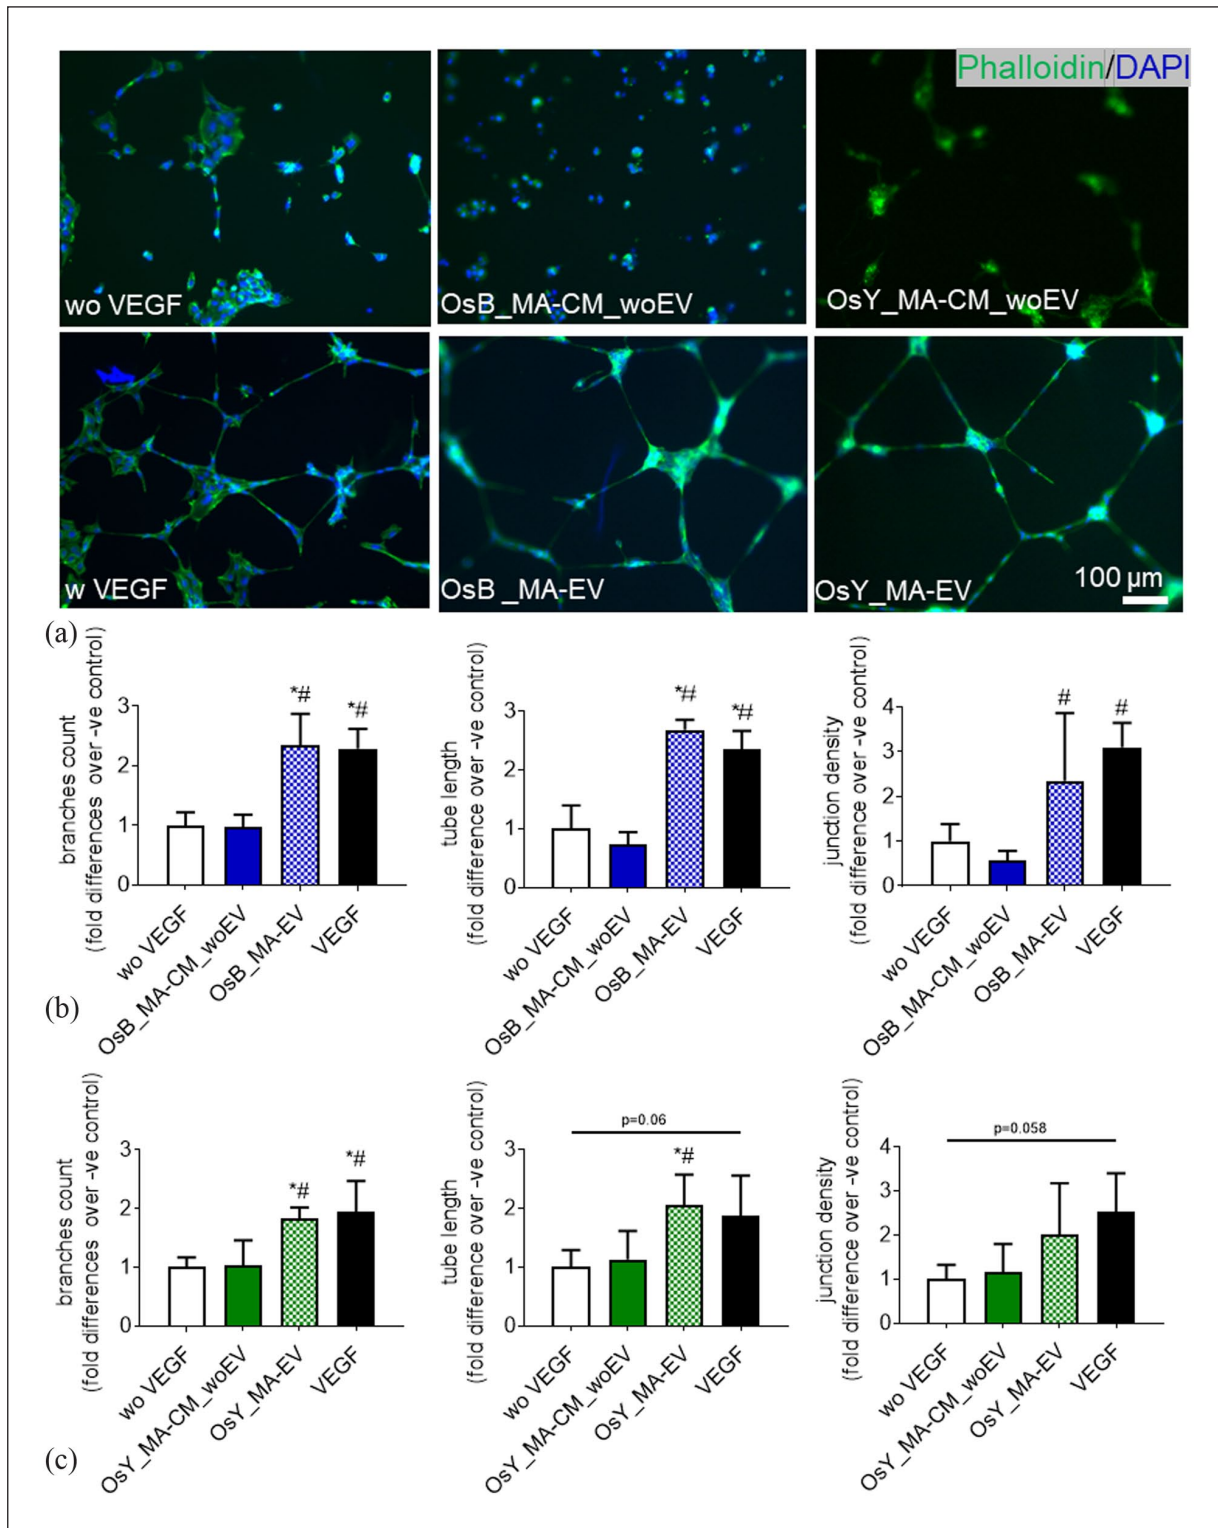 Phalloidin/DAPI
wo VEGF
OsB_MA-CM_woEV
OsY_MA-CM_woEV
w VEGF
OsB _MA-EV
OsY_MA-EV
100 µm
(a)
branches count
(fold differences over -ve control)
3
2
1
0
*#
*#
wo VEGF
OsB_MA-CM_woEV
OsB_MA-EV
VEGF
tube length
(fold difference over -ve control)
3
2
1
0
*#
*#
wo VEGF
OsB_MA-CM_woEV
OsB_MA-EV
VEGF
junction density
(fold difference over -ve control)
4
3
2
1
0
#
#
wo VEGF
OsB_MA-CM_woEV
OsB_MA-EV
VEGF
(b)
branches count
(fold differences over -ve control)
3
2
1
0
*#
*#
wo VEGF
OsY_MA-CM_woEV
OsY_MA-EV
VEGF
tube length
(fold difference over -ve control)
3
2
1
0
p=0.06
*#
wo VEGF
OsY_MA-CM_woEV
OsY_MA-EV
VEGF
junction density
(fold difference over -ve control)
4
3
2
1
0
p=0.058
wo VEGF
OsY_MA-CM_woEV
OsY_MA-EV
VEGF
(c)